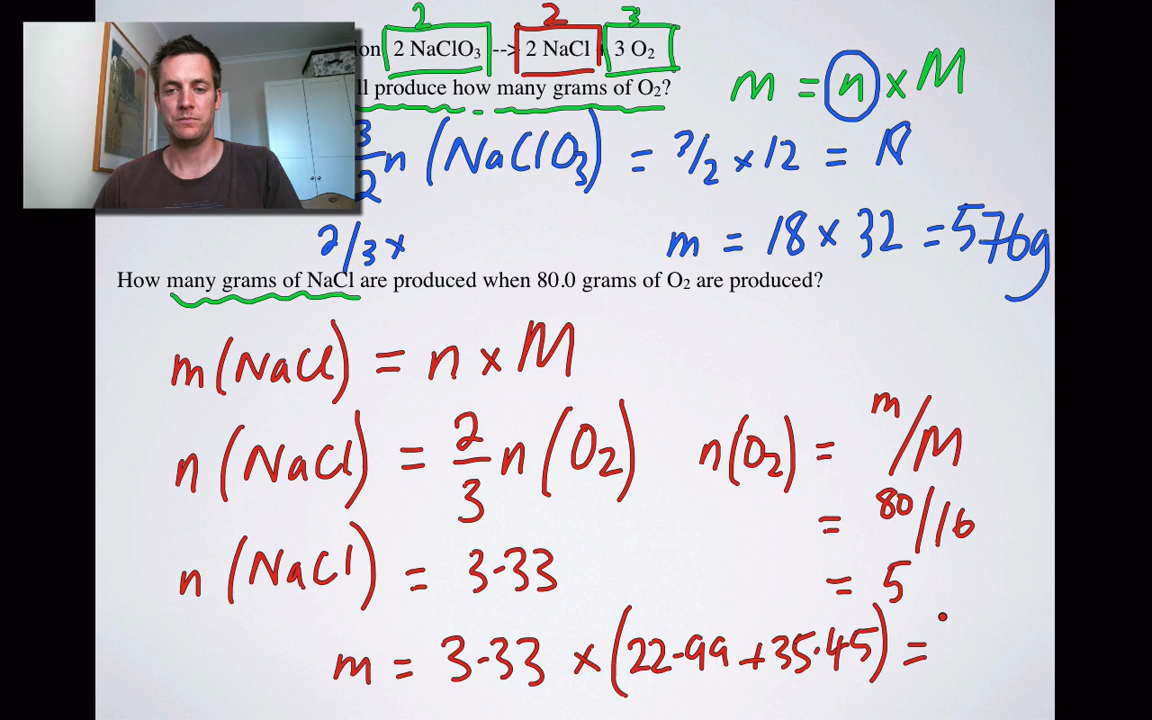 2 2 3
on 2 NaClO₃ --> 2 NaCl + 3 O₂
ll produce how many grams of O₂?
m = n x M
3/2 n (NaClO₃) = 3/2 x 12 = 18
2/3 x
m = 18 x 32 = 576g
How many grams of NaCl are produced when 80.0 grams of O₂ are produced?
m (NaCl) = n x M
n (NaCl) = 2/3 n (O₂)
n(O₂) = m/M
= 80/16
= 5
n (NaCl) = 3.33
m = 3.33 x (22.99 + 35.45) =